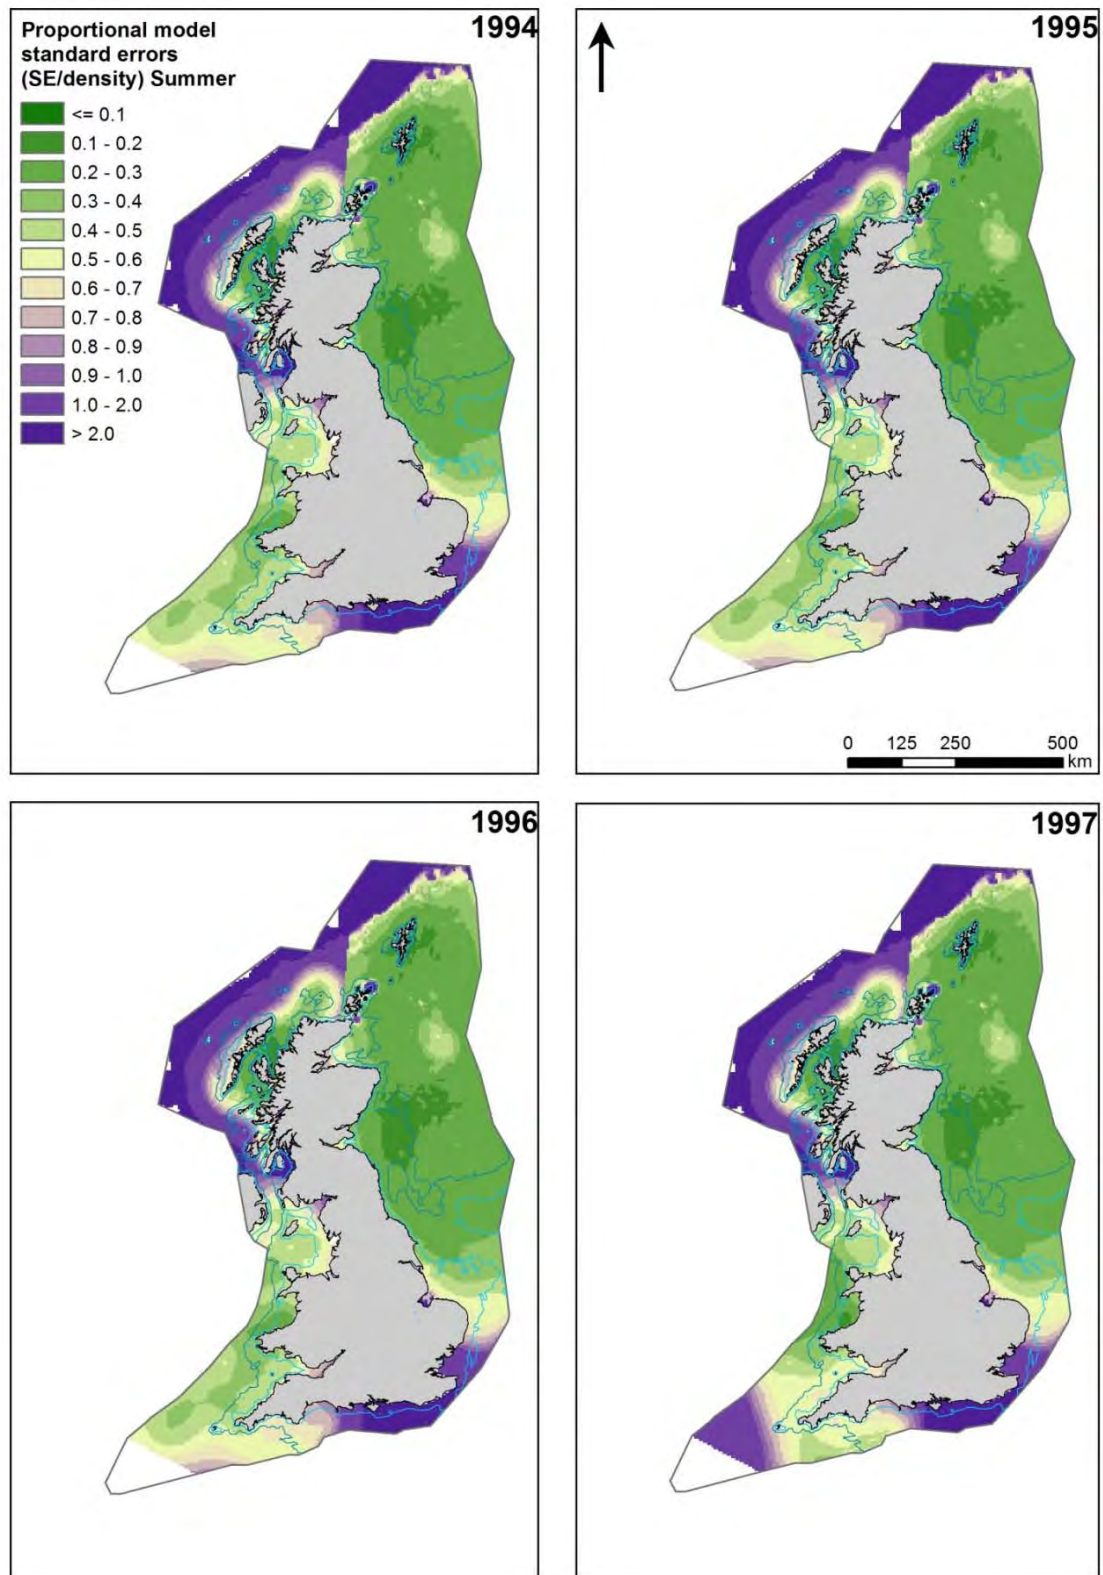 Proportional model
standard errors
(SE/density) Summer
<= 0.1
0.1 - 0.2
0.2 - 0.3
0.3 - 0.4
0.4 - 0.5
0.5 - 0.6
0.6 - 0.7
0.7 - 0.8
0.8 - 0.9
0.9 - 1.0
1.0 - 2.0
> 2.0
1994
1995
0 125 250 500
km
1996
1997